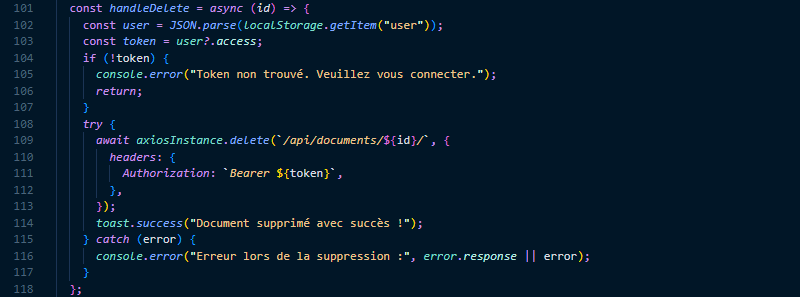 101 const handleDelete = async (id) => {
102 const user = JSON.parse(localStorage.getItem("user"));
103 const token = user?.access;
104 if (!token) {
105 console.error("Token non trouvé. Veuillez vous connecter.");
106 return;
107 }
108 try {
109 await axiosInstance.delete(`/api/documents/${id}/`, {
110 headers: {
111 Authorization: `Bearer ${token}`,
112 },
113 });
114 toast.success("Document supprimé avec succès !");
115 } catch (error) {
116 console.error("Erreur lors de la suppression :", error.response || error);
117 }
118 };